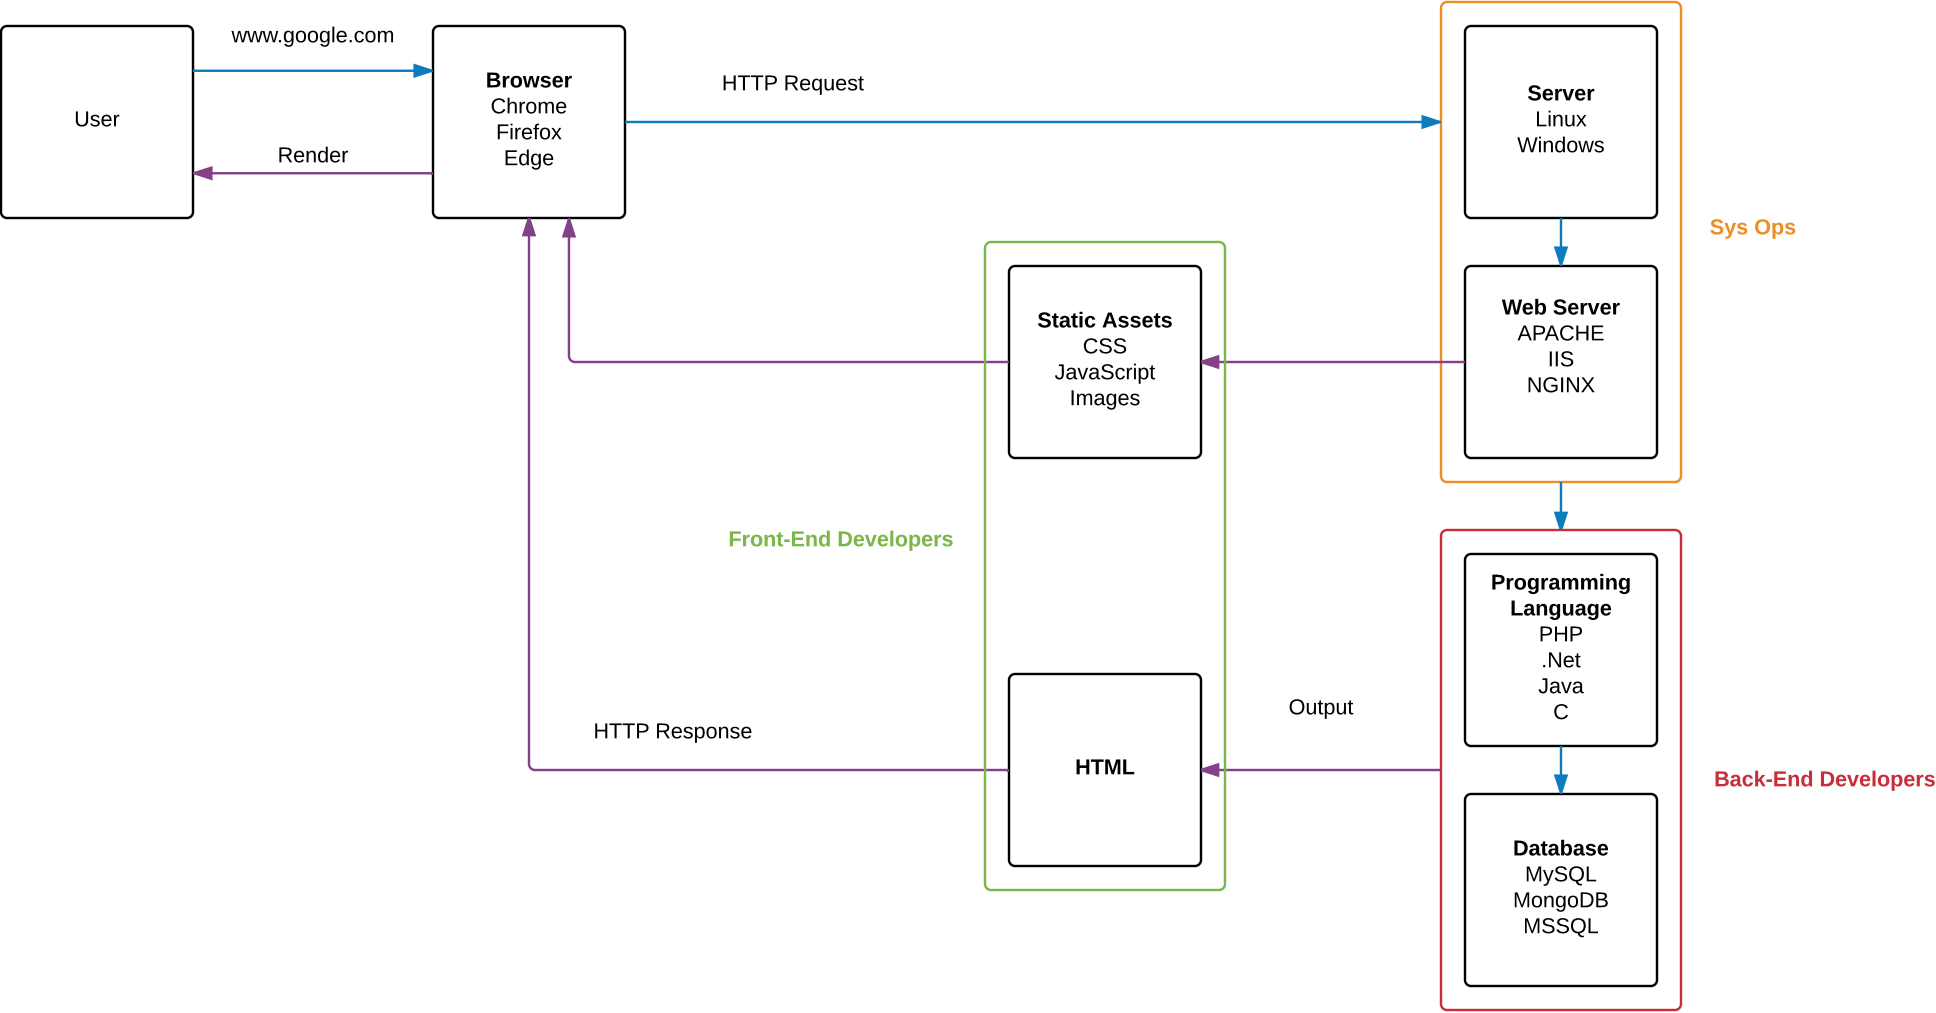 www.google.com
User
Render
Browser
Chrome
Firefox
Edge
HTTP Request
Server
Linux
Windows
Sys Ops
Web Server
APACHE
IIS
NGINX
Static Assets
CSS
JavaScript
Images
Front-End Developers
Programming
Language
PHP
.Net
Java
C
Output
HTTP Response
HTML
Back-End Developers
Database
MySQL
MongoDB
MSSQL